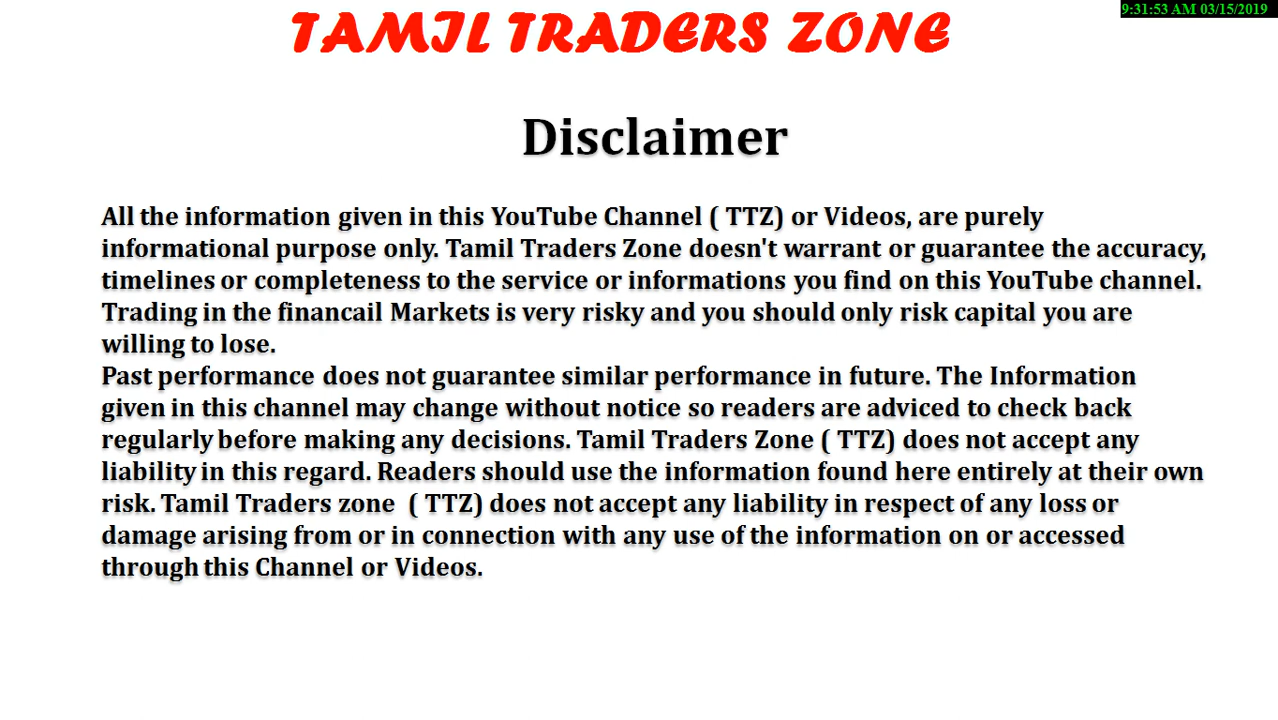 9:31:53 AM 03/15/2019
TAMIL TRADERS ZONE
Disclaimer
All the information given in this YouTube Channel ( TTZ) or Videos, are purely
informational purpose only. Tamil Traders Zone doesn't warrant or guarantee the accuracy,
timelines or completeness to the service or informations you find on this YouTube channel.
Trading in the financail Markets is very risky and you should only risk capital you are
willing to lose.
Past performance does not guarantee similar performance in future. The Information
given in this channel may change without notice so readers are adviced to check back
regularly before making any decisions. Tamil Traders Zone ( TTZ) does not accept any
liability in this regard. Readers should use the information found here entirely at their own
risk. Tamil Traders zone  ( TTZ) does not accept any liability in respect of any loss or
damage arising from or in connection with any use of the information on or accessed
through this Channel or Videos.